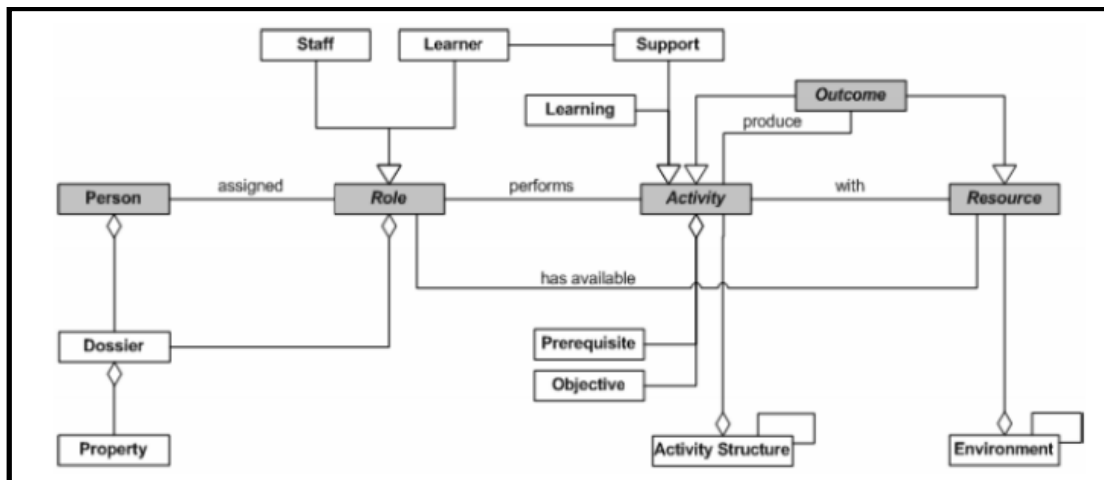 Staff
Learner
Support
Learning
Outcome
produce
Person
assigned
Role
performs
Activity
with
Resource
has available
Dossier
Prerequisite
Objective
Property
Activity Structure
Environment